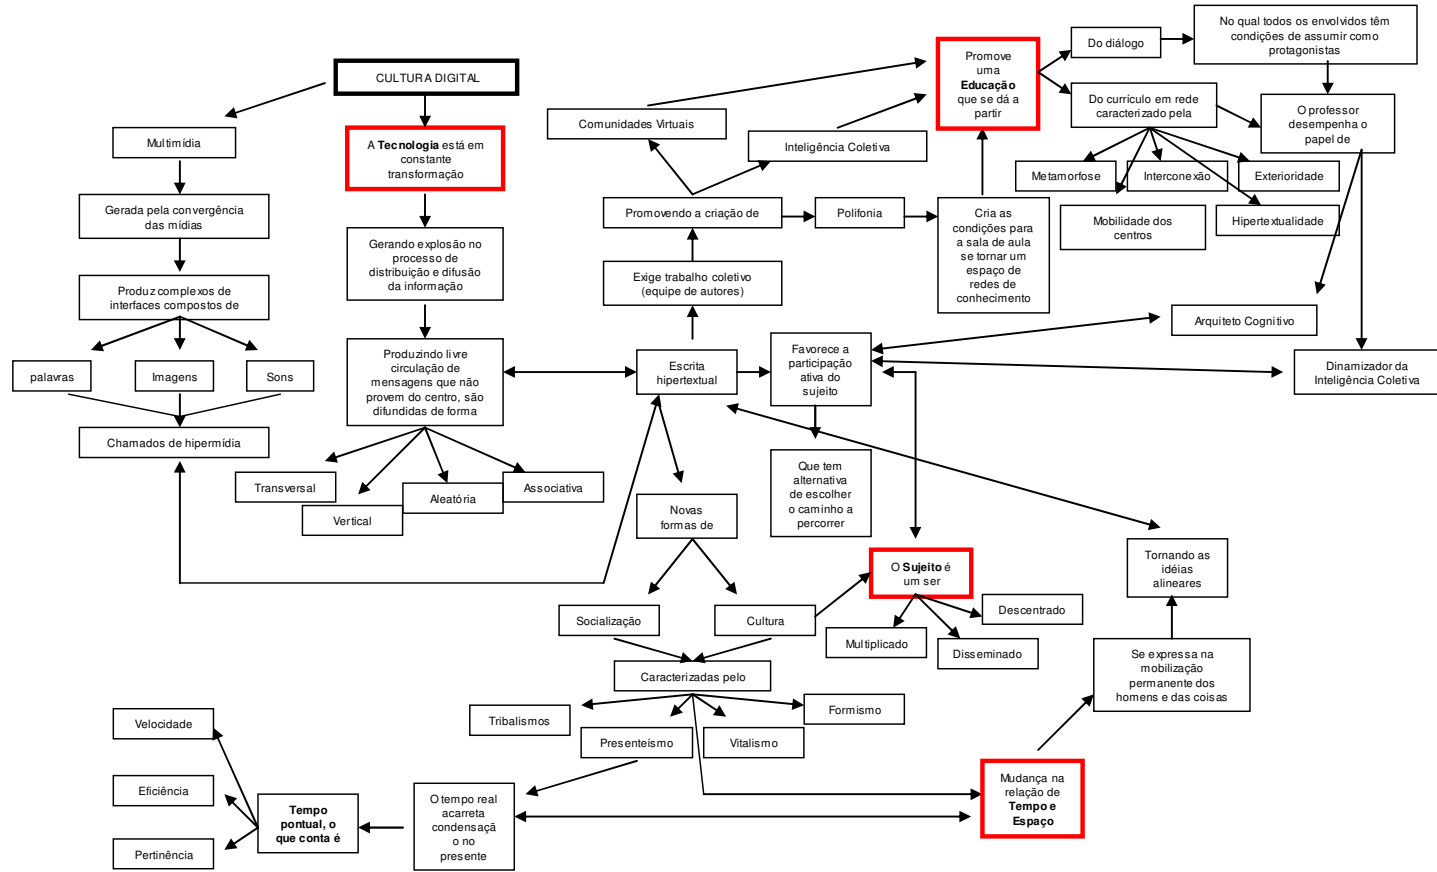 CULTURA DIGITAL
Multimídia
Gerada pela convergência
das mídias
Produz complexos de
interfaces compostos de
palavras
Imagens
Sons
Chamados de hipermídia
A Tecnologia está em
constante
transformação
Gerando explosão no
processo de
distribuição e difusão
da informação
Produzindo livre
circulação de
mensagens que não
provem do centro, são
difundidas de forma
Transversal
Vertical
Aleatória
Associativa
Escrita
hipertextual
Exige trabalho coletivo
(equipe de autores)
Promovendo a criação de
Comunidades Virtuais
Inteligência Coletiva
Polifonia
Cria as
condições para
a sala de aula
se tornar um
espaço de
redes de
conhecimento
Promove
uma
Educação
que se dá a
partir
Do diálogo
No qual todos os envolvidos têm
condições de assumir como
protagonistas
Do currículo em rede
caracterizado pela
O professor
desempenha o
papel de
Metamorfose
Interconexão
Exterioridade
Mobilidade dos
centros
Hipertextualidade
Arquiteto Cognitivo
Dinamizador da
Inteligência Coletiva
Favorece a
participação
ativa do
sujeito
Que tem
alternativa
de escolher
o caminho a
percorrer
Novas
formas de
Socialização
Cultura
O Sujeito é
um ser
Descentrado
Multiplicado
Disseminado
Tornando as
idéias
alineares
Se expressa na
mobilização
permanente dos
homens e das coisas
Caracterizadas pelo
Tribalismos
Presenteísmo
Vitalismo
Formismo
Mudança na
relação de
Tempo e
Espaço
O tempo real
acarreta
condensaçã
o no
presente
Tempo
pontual, o
que conta é
Velocidade
Eficiência
Pertinência